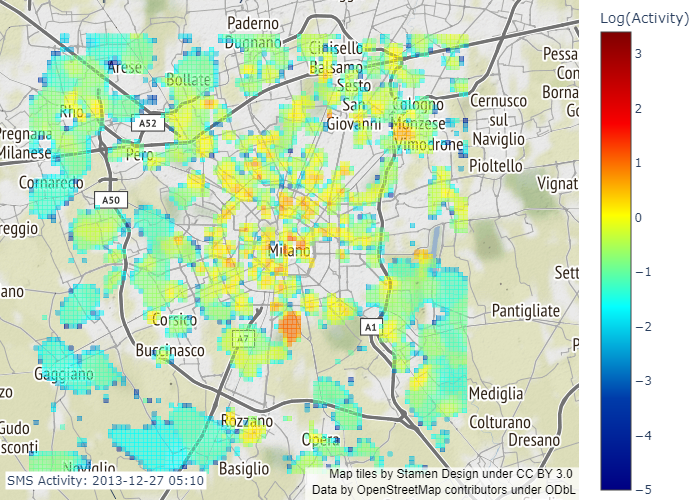 Log(Activity)
3
2
1
0
−1
−2
−3
−4
−5
Paderno
Dugnano
Cinisello
Balsamo
Arese
Bollate
Sesto
San
Giovanni
Cologno
Monzese
Cernusco
sul
Naviglio
Pessa
Con
Borna
Go
Rho
A52
Pregnana
Milanese
Pero
Vimodrone
Pioltello
Cornaredo
A50
Vignat
reggio
Milano
Sett
ano
Pantigliate
Corsico
A7
A1
Buccinasco
P
Gaggiano
zo
Mediglia
Gudo
sconti
Rozzano
Opera
Colturano
Dresano
Noviglio
Basiglio
SMS Activity: 2013-12-27 05:10
Map tiles by Stamen Design under CC BY 3.0
Data by OpenStreetMap contributors under ODbL